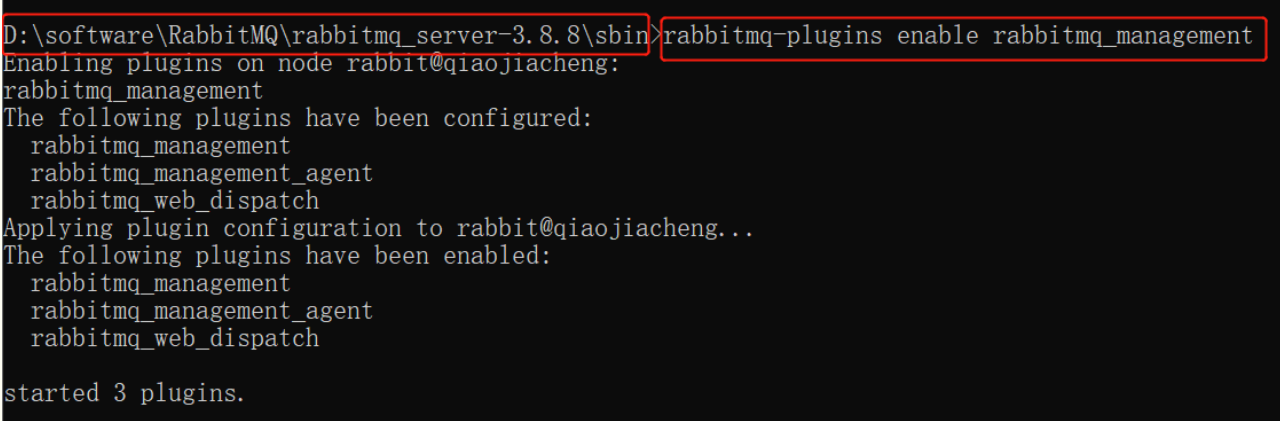 D:\software\RabbitMQ\rabbitmq_server-3.8.8\sbin>rabbitmq-plugins enable rabbitmq_management
Enabling plugins on node rabbit@qiaojiacheng:
rabbitmq_management
The following plugins have been configured:
  rabbitmq_management
  rabbitmq_management_agent
  rabbitmq_web_dispatch
Applying plugin configuration to rabbit@qiaojiacheng...
The following plugins have been enabled:
  rabbitmq_management
  rabbitmq_management_agent
  rabbitmq_web_dispatch
started 3 plugins.